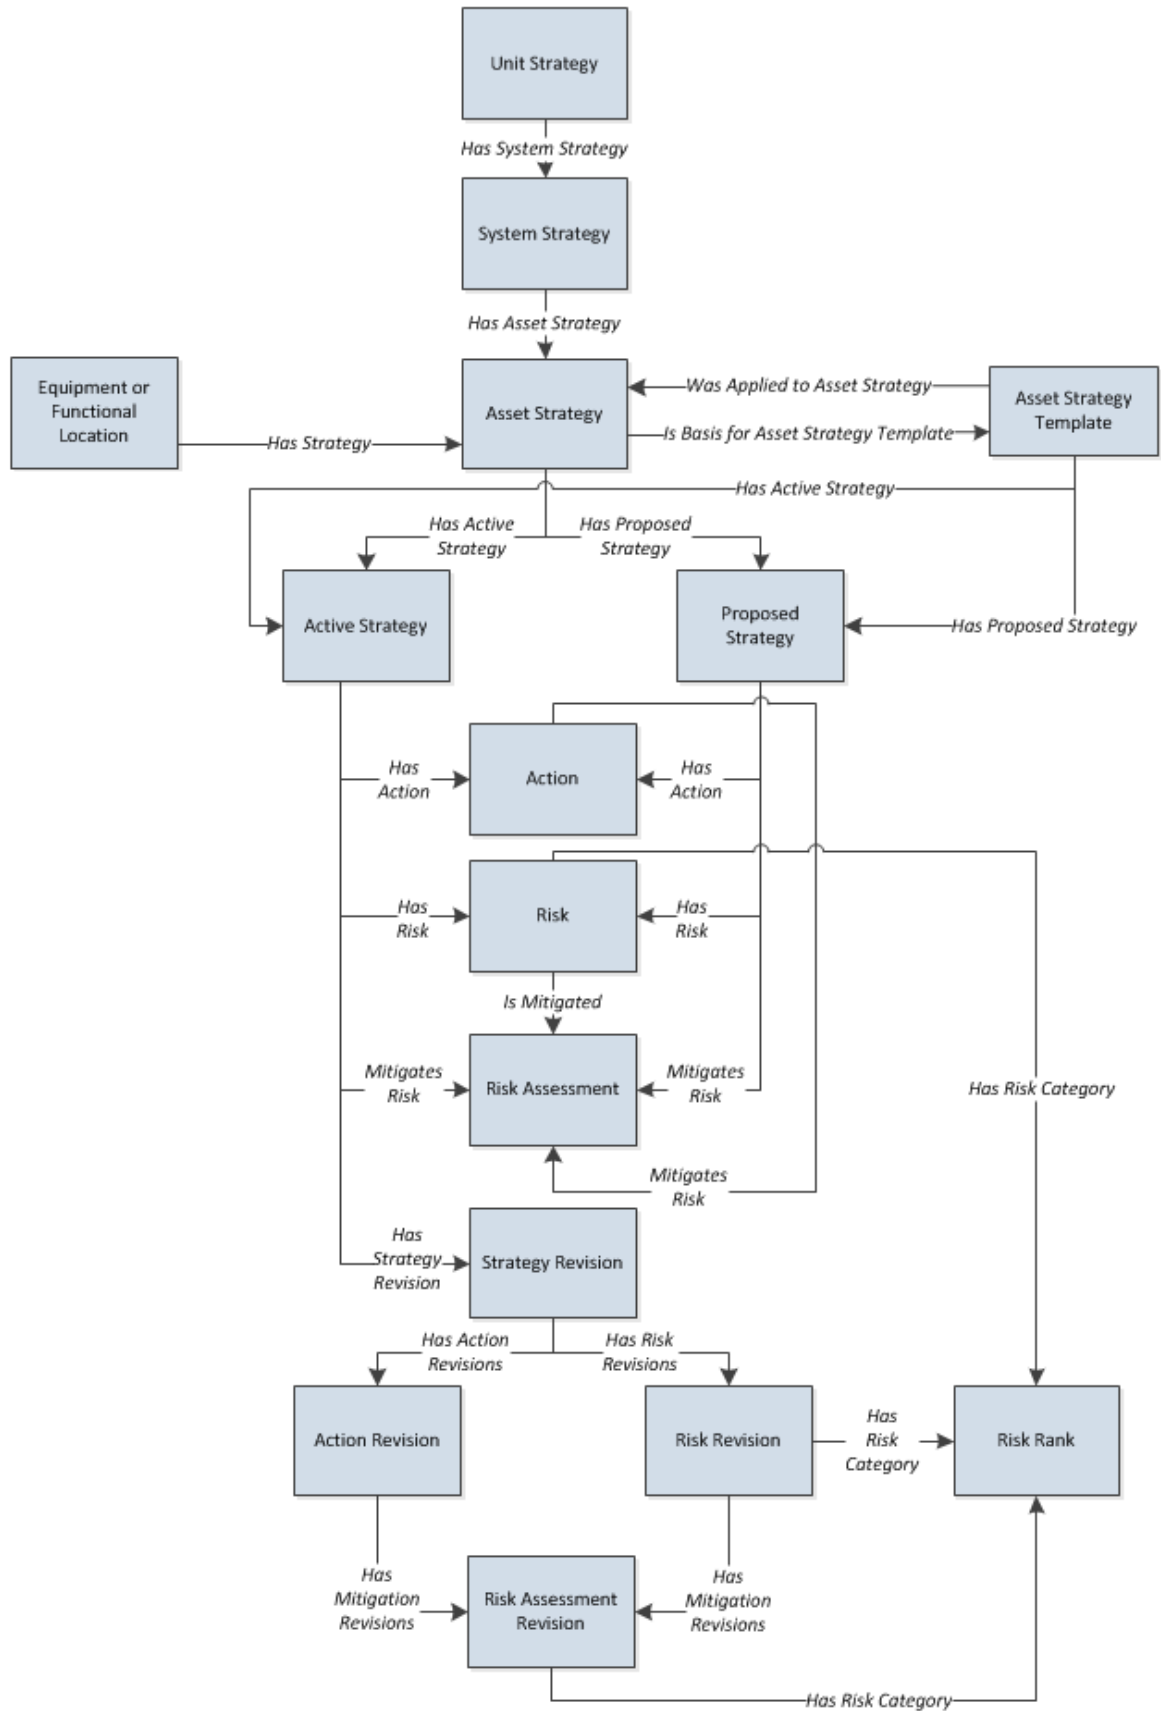 Unit Strategy
Has System Strategy
System Strategy
Has Asset Strategy
Equipment or
Functional
Location
Has Strategy
Asset Strategy
Was Applied to Asset Strategy
Is Basis for Asset Strategy Template
Asset Strategy
Template
Has Active Strategy
Has Active
Strategy
Has Proposed
Strategy
Active Strategy
Proposed
Strategy
Has Proposed Strategy
Has
Action
Action
Has
Action
Has
Risk
Risk
Has
Risk
Is Mitigated
Mitigates
Risk
Risk Assessment
Mitigates
Risk
Has Risk Category
Mitigates
Risk
Has
Strategy
Revision
Strategy Revision
Has Action
Revisions
Has Risk
Revisions
Action Revision
Risk Revision
Has
Risk
Category
Risk Rank
Has
Mitigation
Revisions
Risk Assessment
Revision
Has
Mitigation
Revisions
Has Risk Category